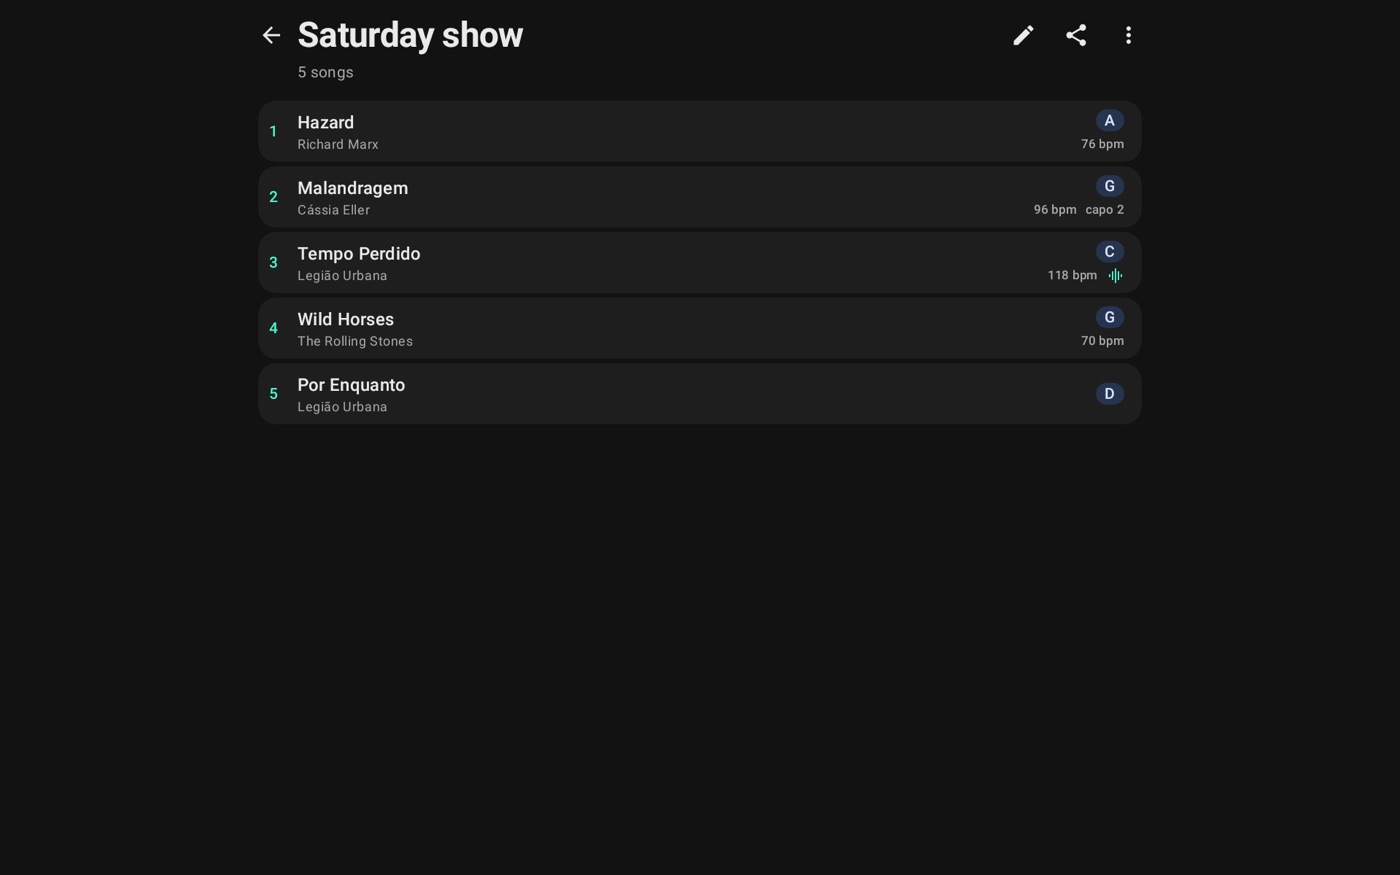 Saturday show
5 songs
1
Hazard
Richard Marx
A
76 bpm
2
Malandragem
Cássia Eller
G
96 bpm capo 2
3
Tempo Perdido
Legião Urbana
C
118 bpm
4
Wild Horses
The Rolling Stones
G
70 bpm
5
Por Enquanto
Legião Urbana
D